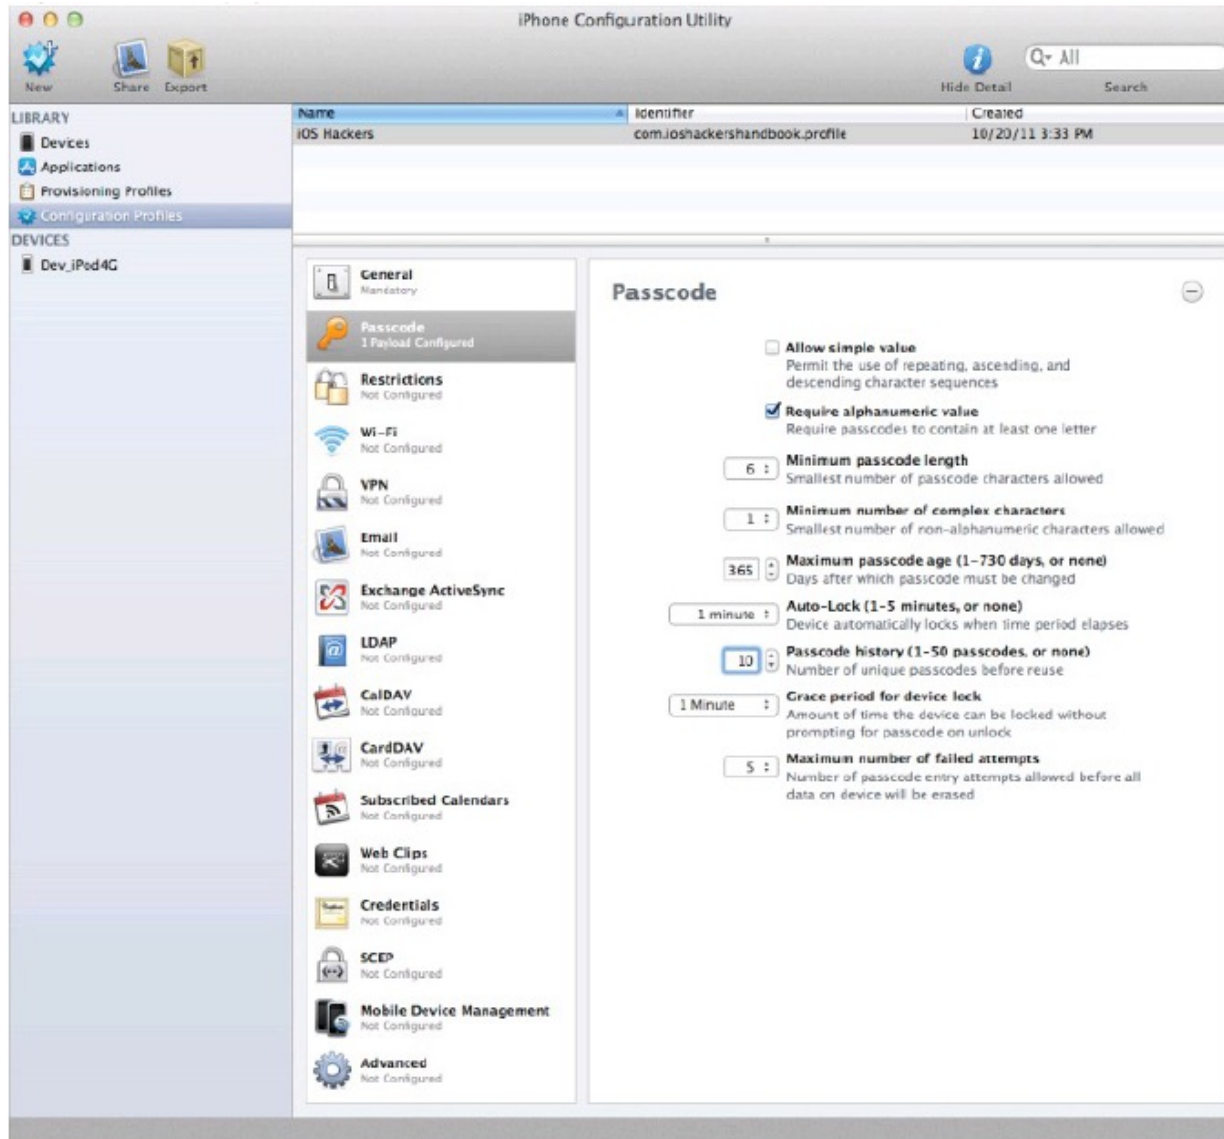 iPhone Configuration Utility
New
Share
Export
Hide Detail
All
Search
LIBRARY
Devices
Applications
Provisioning Profiles
Configuration Profiles
DEVICES
Dev_iPod4G
Name
Identifier
Created
iOS Hackers
com.ioshackershandbook.profile
10/20/11 3:33 PM
General
Mandatory
Passcode
1 Payload Configured
Restrictions
Not Configured
Wi-Fi
Not Configured
VPN
Not Configured
Email
Not Configured
Exchange ActiveSync
Not Configured
LDAP
Not Configured
CalDAV
Not Configured
CardDAV
Not Configured
Subscribed Calendars
Not Configured
Web Clips
Not Configured
Credentials
Not Configured
SCEP
Not Configured
Mobile Device Management
Not Configured
Advanced
Not Configured
Passcode
Allow simple value
Permit the use of repeating, ascending, and
descending character sequences
Require alphanumeric value
Require passcodes to contain at least one letter
6
Minimum passcode length
Smallest number of passcode characters allowed
1
Minimum number of complex characters
Smallest number of non-alphanumeric characters allowed
365
Maximum passcode age (1-730 days, or none)
Days after which passcode must be changed
1 minute
Auto-Lock (1-5 minutes, or none)
Device automatically locks when time period elapses
10
Passcode history (1-50 passcodes, or none)
Number of unique passcodes before reuse
1 Minute
Grace period for device lock
Amount of time the device can be locked without
prompting for passcode on unlock
5
Maximum number of failed attempts
Number of passcode entry attempts allowed before all
data on device will be erased